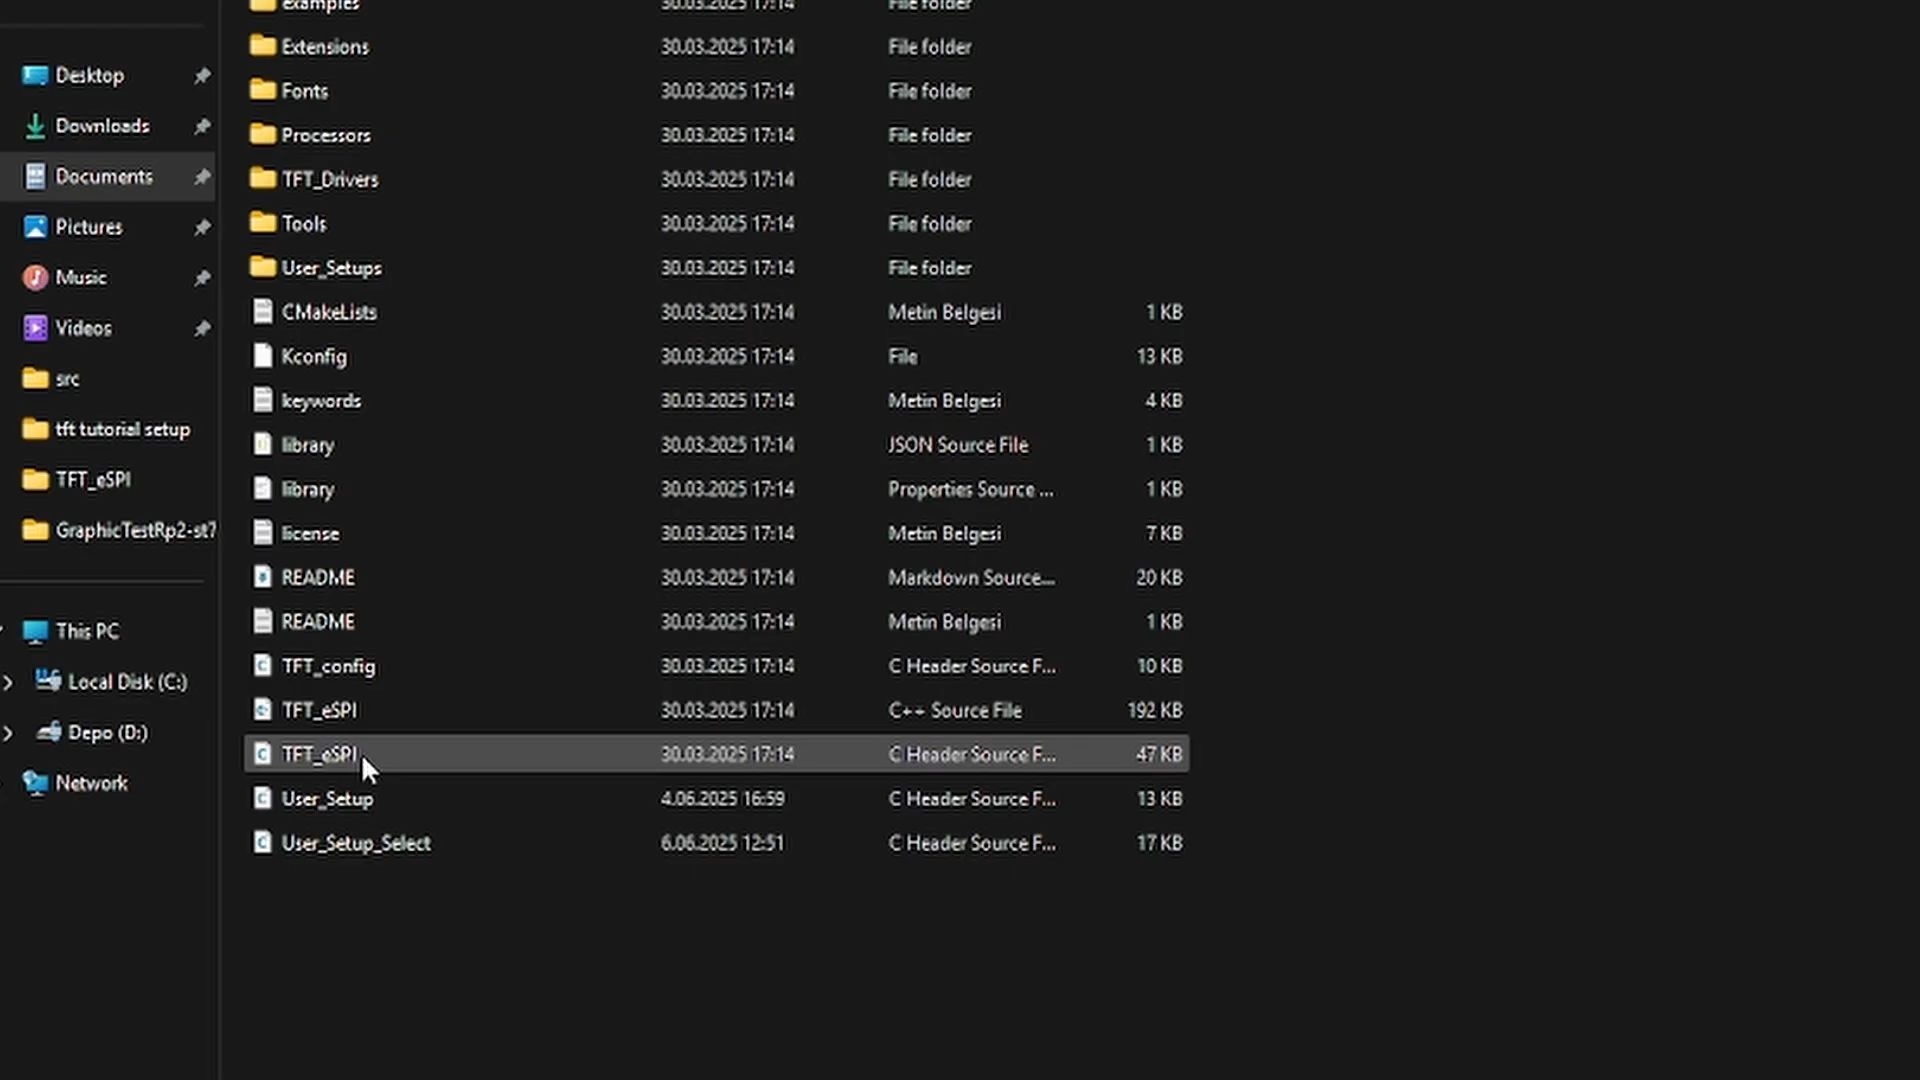 Desktop
Downloads
Documents
Pictures
Music
Videos
src
tft tutorial setup
TFT_eSPI
GraphicTestRp2-st7
This PC
Local Disk (C:)
Depo (D:)
Network
examples 30.03.2025 17:14 File folder
Extensions 30.03.2025 17:14 File folder
Fonts 30.03.2025 17:14 File folder
Processors 30.03.2025 17:14 File folder
TFT_Drivers 30.03.2025 17:14 File folder
Tools 30.03.2025 17:14 File folder
User_Setups 30.03.2025 17:14 File folder
CMakeLists 30.03.2025 17:14 Metin Belgesi 1 KB
Kconfig 30.03.2025 17:14 File 13 KB
keywords 30.03.2025 17:14 Metin Belgesi 4 KB
library 30.03.2025 17:14 JSON Source File 1 KB
library 30.03.2025 17:14 Properties Source ... 1 KB
license 30.03.2025 17:14 Metin Belgesi 7 KB
README 30.03.2025 17:14 Markdown Source... 20 KB
README 30.03.2025 17:14 Metin Belgesi 1 KB
TFT_config 30.03.2025 17:14 C Header Source F... 10 KB
TFT_eSPI 30.03.2025 17:14 C++ Source File 192 KB
TFT_eSPI 30.03.2025 17:14 C Header Source F... 47 KB
User_Setup 4.06.2025 16:59 C Header Source F... 13 KB
User_Setup_Select 6.06.2025 12:51 C Header Source F... 17 KB